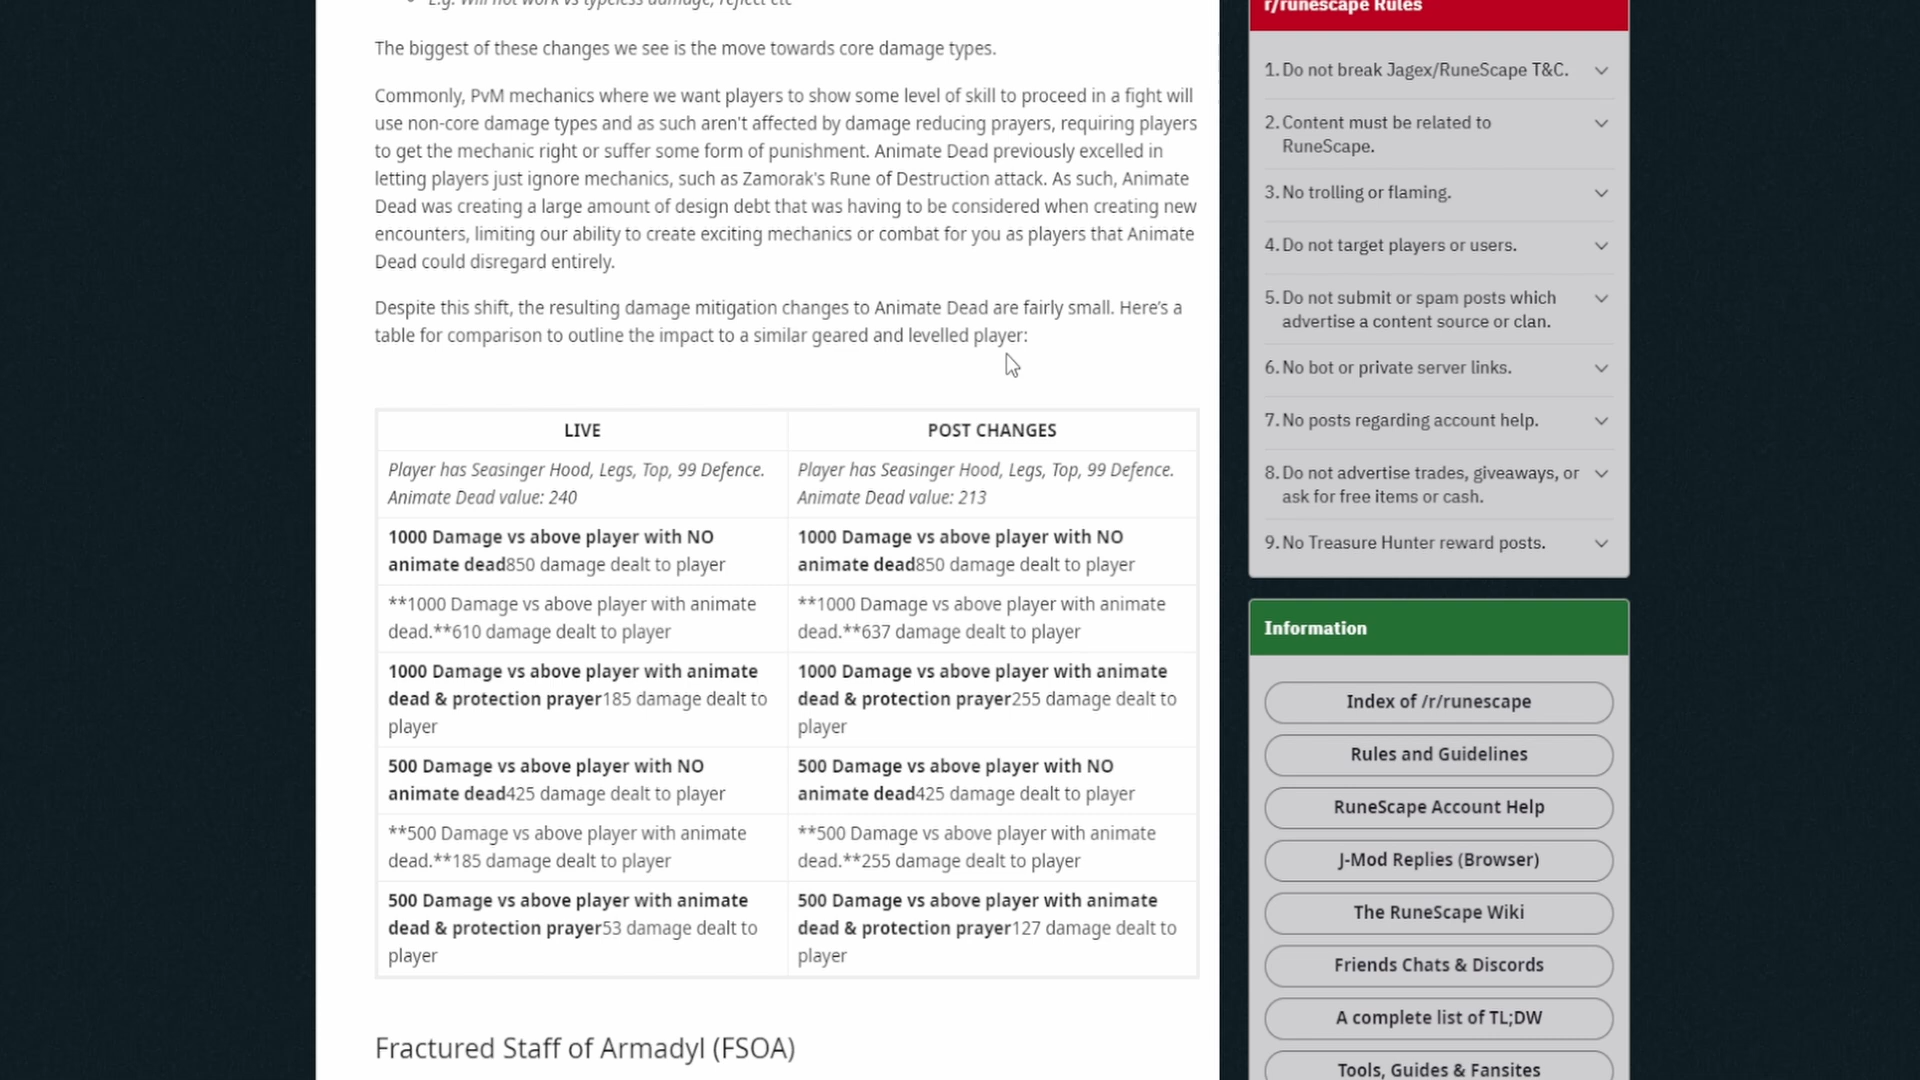 E.g. Will not work vs typeless damage, reflect etc
The biggest of these changes we see is the move towards core damage types.
Commonly, PvM mechanics where we want players to show some level of skill to proceed in a fight will
use non-core damage types and as such aren't affected by damage reducing prayers, requiring players
to get the mechanic right or suffer some form of punishment. Animate Dead previously excelled in
letting players just ignore mechanics, such as Zamorak's Rune of Destruction attack. As such, Animate
Dead was creating a large amount of design debt that was having to be considered when creating new
encounters, limiting our ability to create exciting mechanics or combat for you as players that Animate
Dead could disregard entirely.
Despite this shift, the resulting damage mitigation changes to Animate Dead are fairly small. Here's a
table for comparison to outline the impact to a similar geared and levelled player:
LIVE
POST CHANGES
Player has Seasinger Hood, Legs, Top, 99 Defence.
Animate Dead value: 240
Player has Seasinger Hood, Legs, Top, 99 Defence.
Animate Dead value: 213
1000 Damage vs above player with NO
animate dead850 damage dealt to player
1000 Damage vs above player with NO
animate dead850 damage dealt to player
**1000 Damage vs above player with animate
dead.**610 damage dealt to player
**1000 Damage vs above player with animate
dead.**637 damage dealt to player
1000 Damage vs above player with animate
dead & protection prayer185 damage dealt to
player
1000 Damage vs above player with animate
dead & protection prayer255 damage dealt to
player
500 Damage vs above player with NO
animate dead425 damage dealt to player
500 Damage vs above player with NO
animate dead425 damage dealt to player
**500 Damage vs above player with animate
dead.**185 damage dealt to player
**500 Damage vs above player with animate
dead.**255 damage dealt to player
500 Damage vs above player with animate
dead & protection prayer53 damage dealt to
player
500 Damage vs above player with animate
dead & protection prayer127 damage dealt to
player
Fractured Staff of Armadyl (FSOA)
r/runescape Rules
1. Do not break Jagex/RuneScape T&C.
2. Content must be related to
RuneScape.
3. No trolling or flaming.
4. Do not target players or users.
5. Do not submit or spam posts which
advertise a content source or clan.
6. No bot or private server links.
7. No posts regarding account help.
8. Do not advertise trades, giveaways, or
ask for free items or cash.
9. No Treasure Hunter reward posts.
Information
Index of /r/runescape
Rules and Guidelines
RuneScape Account Help
J-Mod Replies (Browser)
The RuneScape Wiki
Friends Chats & Discords
A complete list of TL;DW
Tools, Guides & Fansites